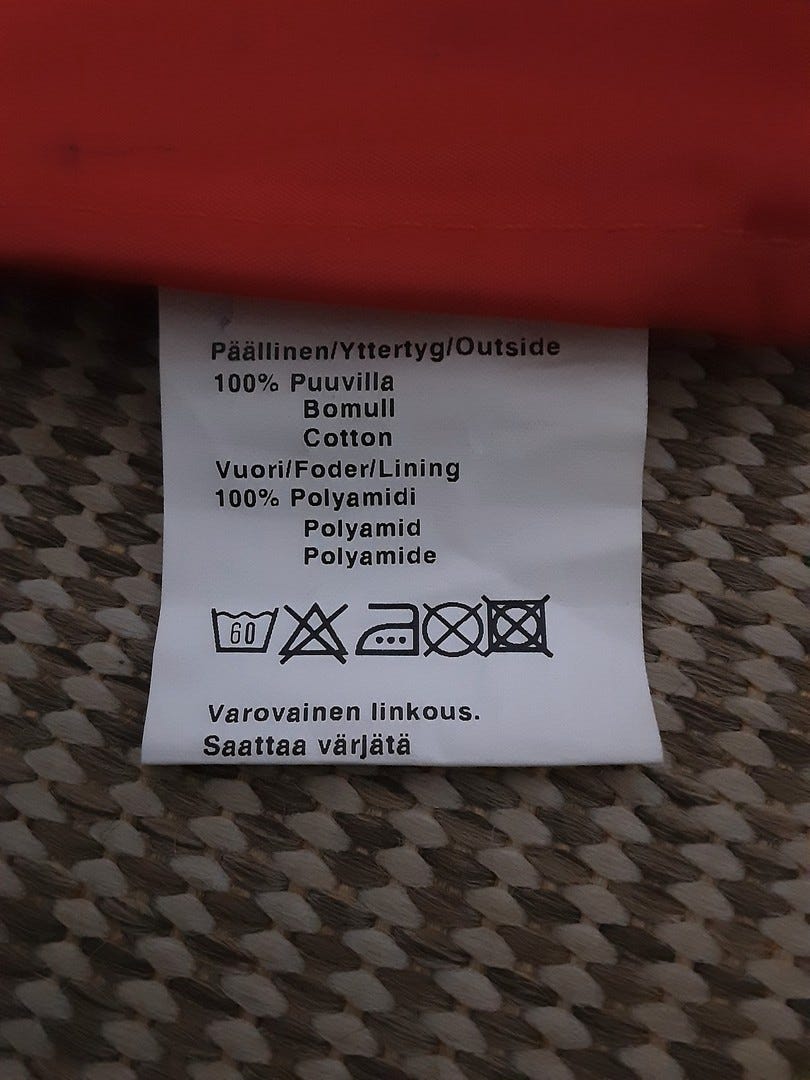 Päällinen/Yttertyg/Outside
100% Puuvilla
Bomull
Cotton
Vuori/Foder/Lining
100% Polyamidi
Polyamid
Polyamide
60
Varovainen linkous.
Saattaa värjätä